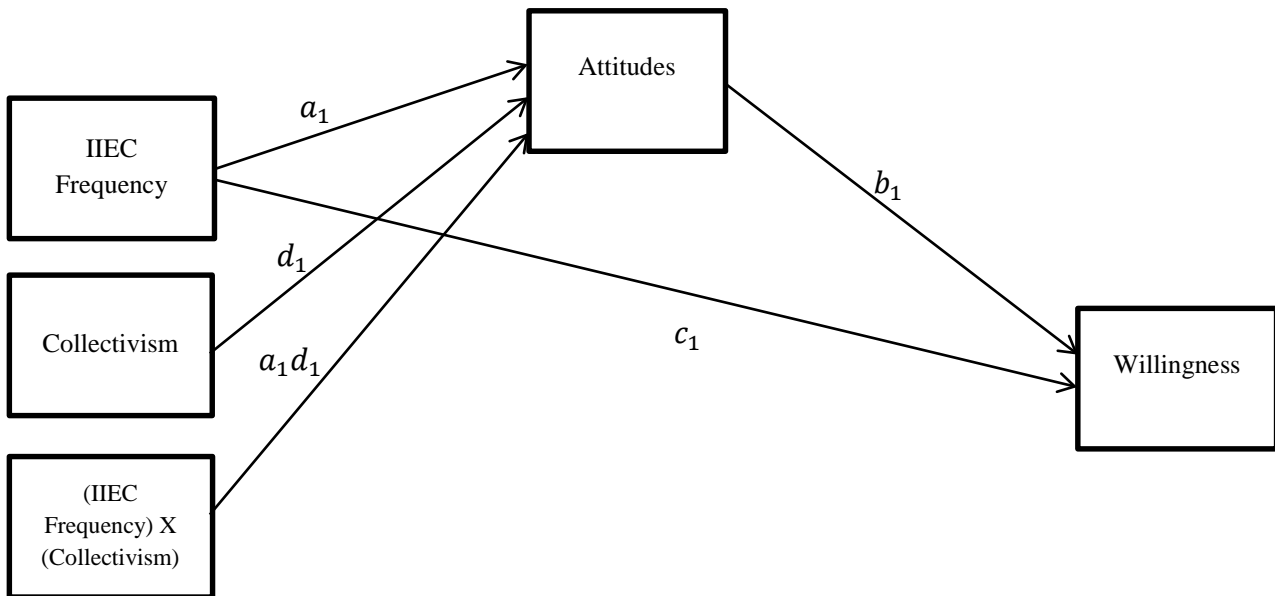 Attitudes
a₁
IIEC
Frequency
b₁
d₁
Collectivism
c₁
a₁d₁
Willingness
(IIEC
Frequency) X
(Collectivism)